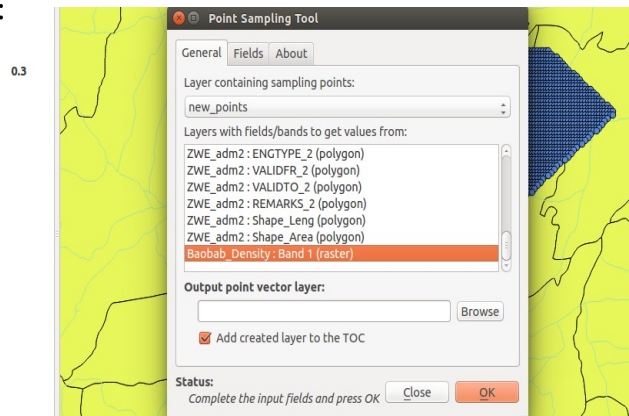 :
0.3
Point Sampling Tool
General Fields About
Layer containing sampling points:
new_points
Layers with fields/bands to get values from:
ZWE_adm2 : ENGTYPE_2 (polygon)
ZWE_adm2 : VALIDFR_2 (polygon)
ZWE_adm2 : VALIDTO_2 (polygon)
ZWE_adm2 : REMARKS_2 (polygon)
ZWE_adm2 : Shape_Leng (polygon)
ZWE_adm2 : Shape_Area (polygon)
Baobab_Density : Band 1 (raster)
Output point vector layer:
Browse
Add created layer to the TOC
Status:
Complete the input fields and press OK
Close OK